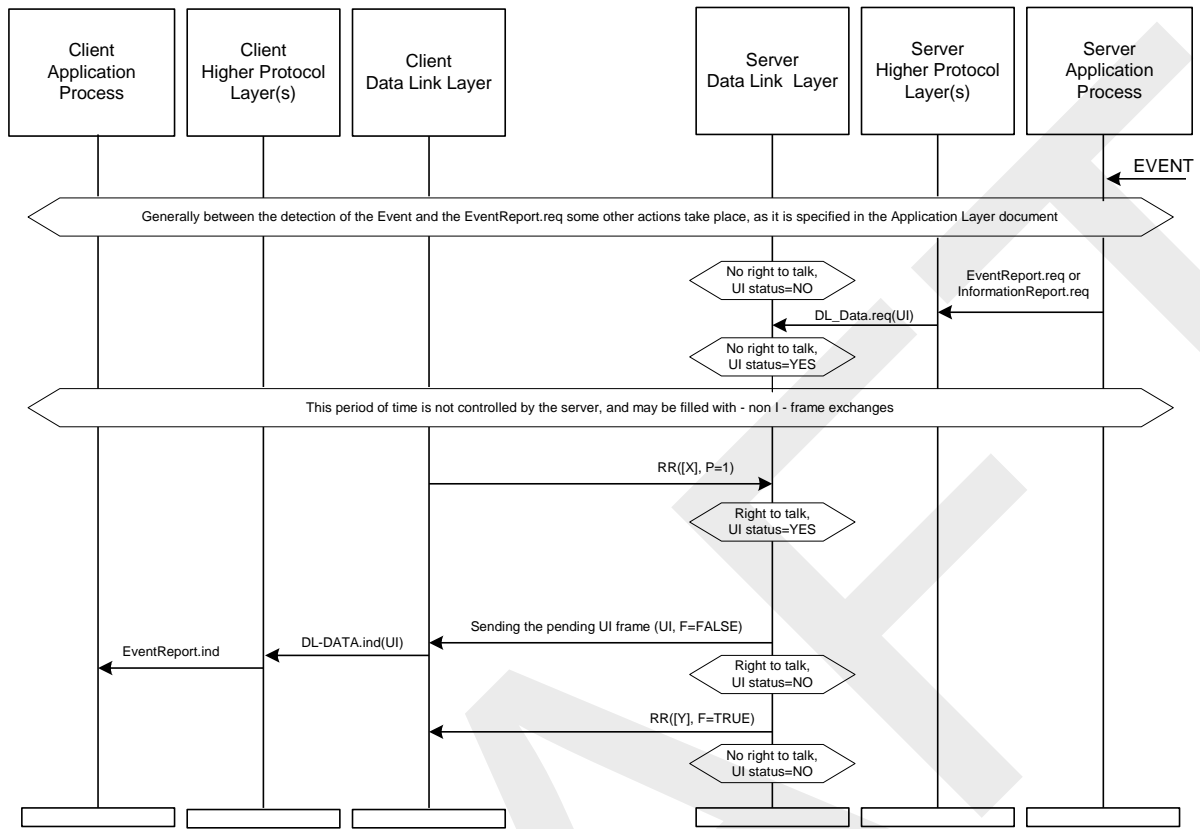 Client
Application
Process
Client
Higher Protocol
Layer(s)
Client
Data Link Layer
Server
Data Link Layer
Server
Higher Protocol
Layer(s)
Server
Application
Process
EVENT
Generally between the detection of the Event and the EventReport.req some other actions take place, as it is specified in the Application Layer document
No right to talk,
UI status=NO
EventReport.req or
InformationReport.req
DL_Data.req(UI)
No right to talk,
UI status=YES
This period of time is not controlled by the server, and may be filled with - non I - frame exchanges
RR([X], P=1)
Right to talk,
UI status=YES
Sending the pending UI frame (UI, F=FALSE)
DL-DATA.ind(UI)
EventReport.ind
Right to talk,
UI status=NO
RR([Y], F=TRUE)
No right to talk,
UI status=NO